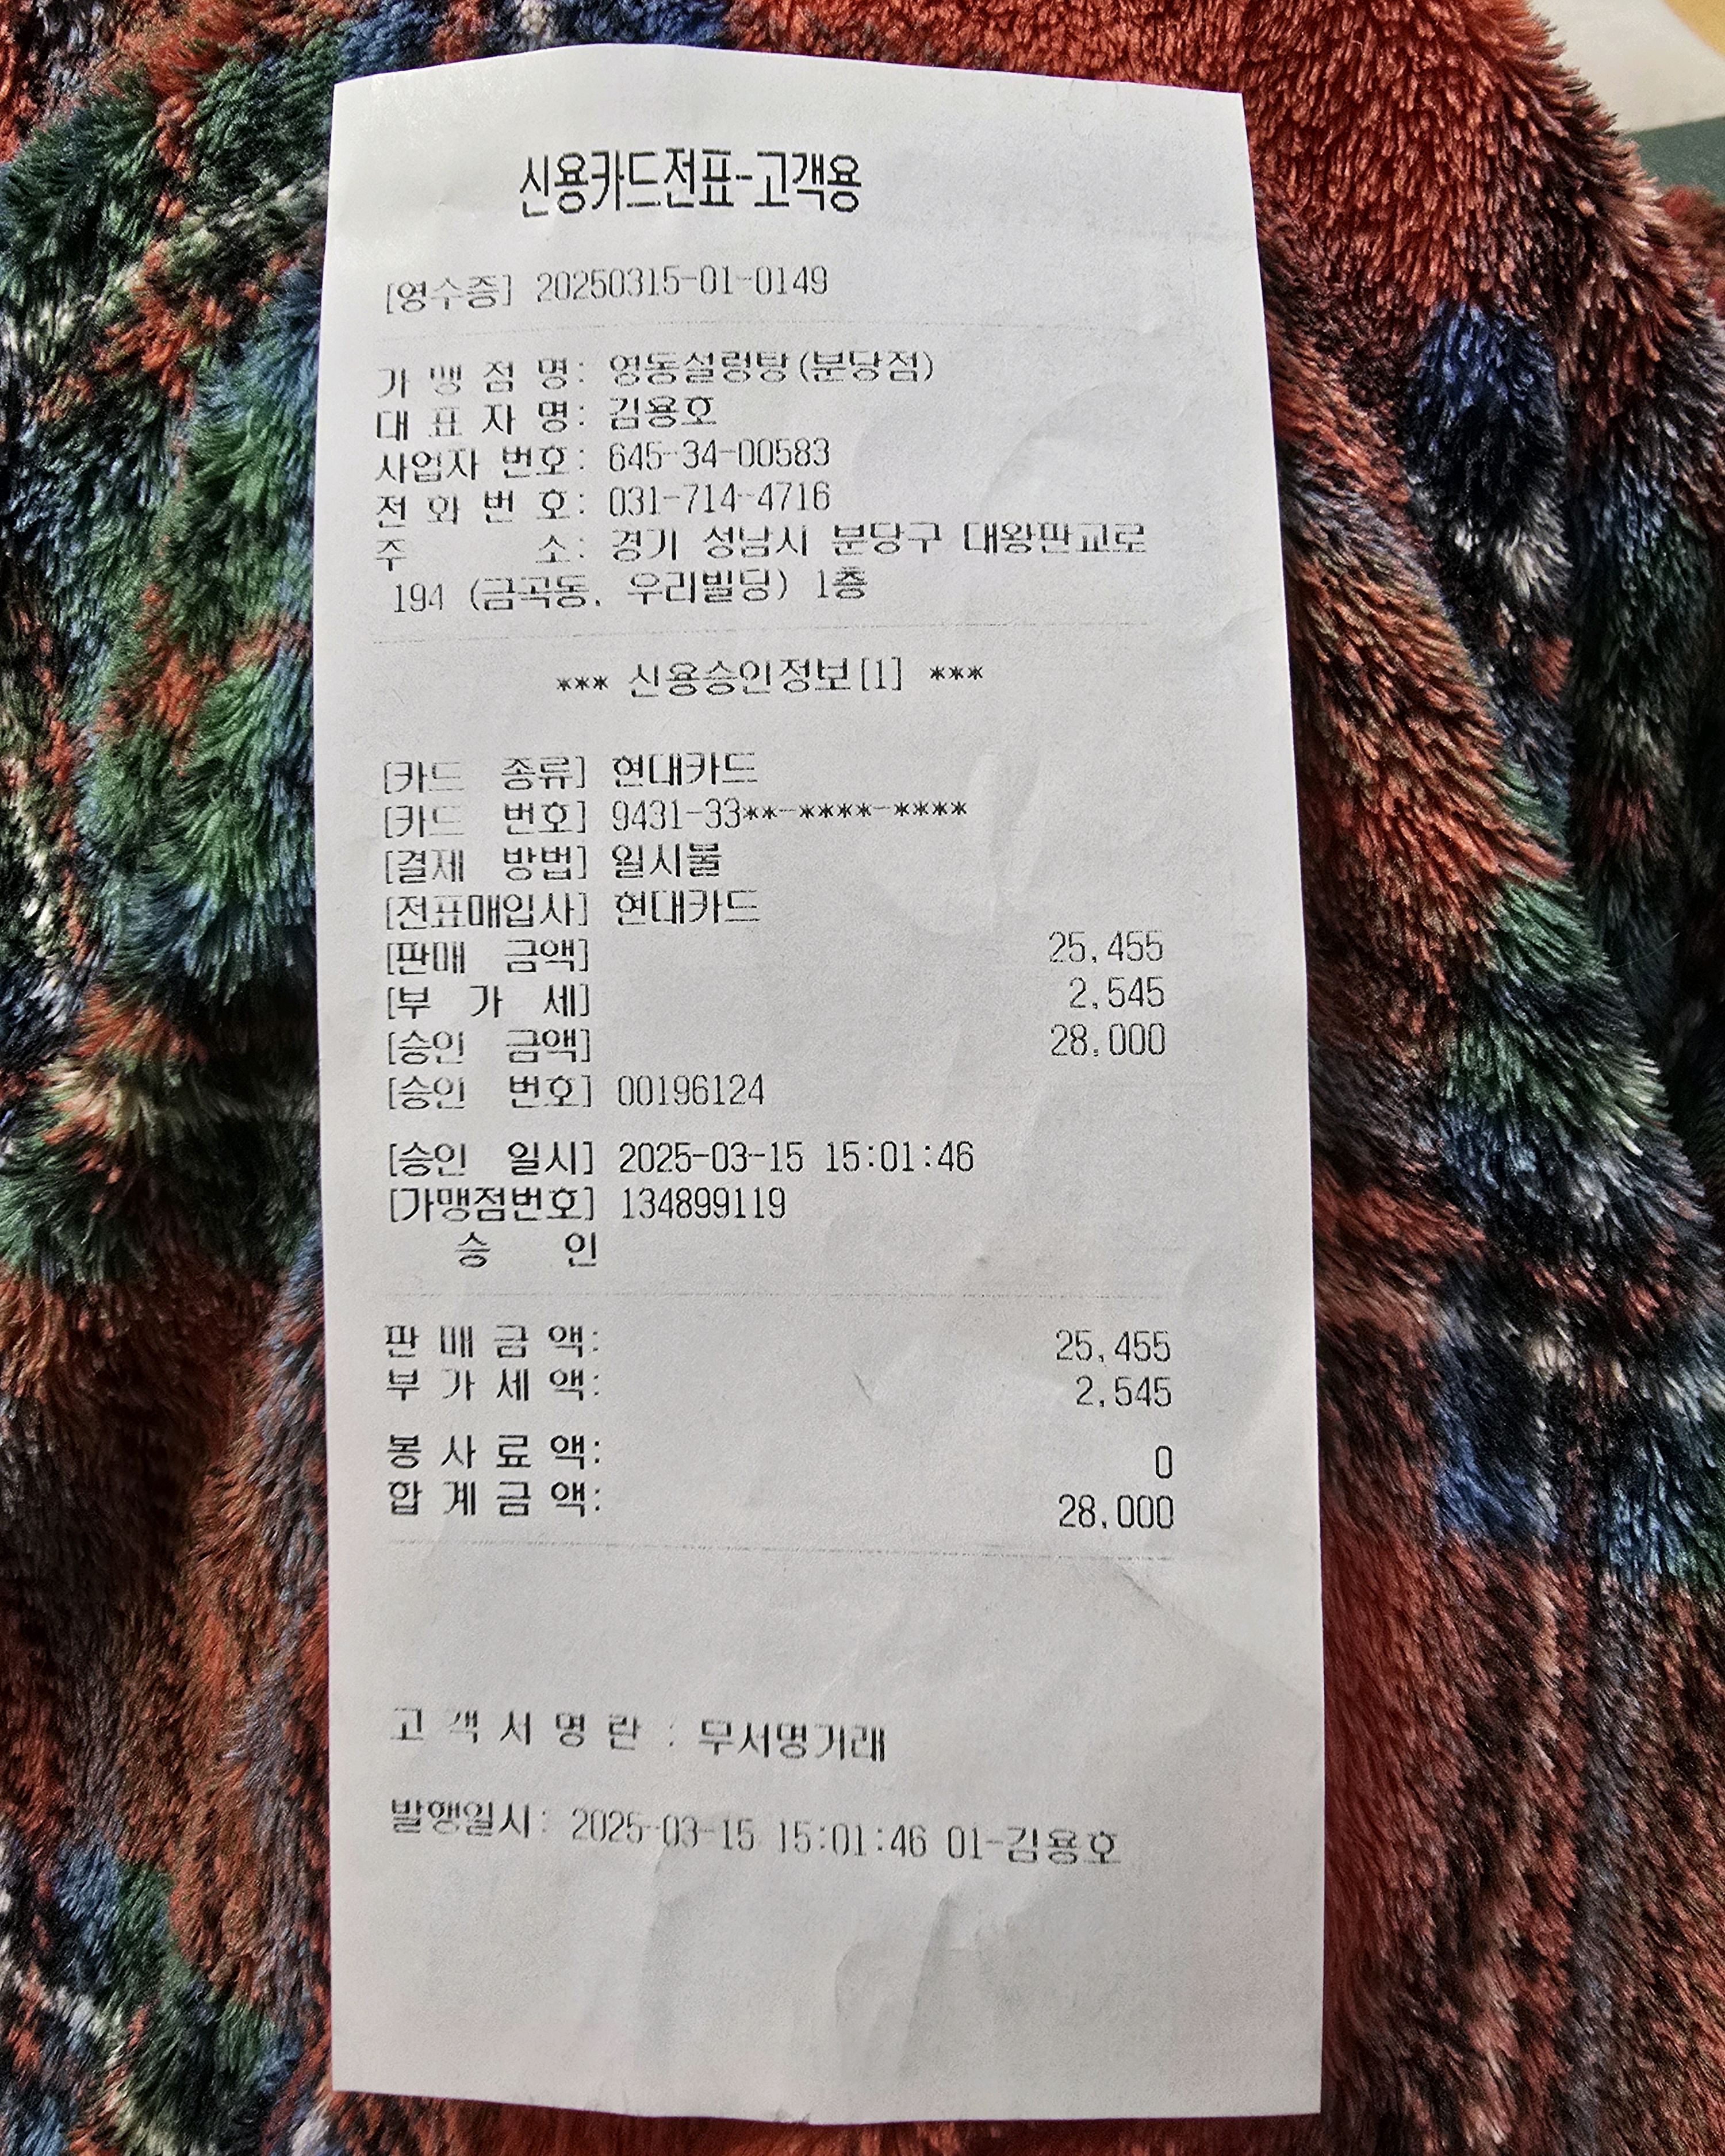 신용카드전표-고객용
[영수증] 20250315-01-0149
가 맹 점 명: 영동설렁탕(분당점)
대 표 자 명: 김용호
사업자 번호: 645-34-00583
전 화 번 호: 031-714-4716
주 소: 경기 성남시 분당구 대왕판교로
194 (금곡동, 우리빌딩) 1층
*** 신용승인정보[1] ***
[카드 종류] 현대카드
[카드 번호] 9431-33**-****-****
[결제 방법] 일시불
[전표매입사] 현대카드
[판매 금액] 25,455
[부 가 세] 2,545
[승인 금액] 28,000
[승인 번호] 00196124
[승인 일시] 2025-03-15 15:01:46
[가맹점번호] 134899119
승 인
판 매 금 액: 25,455
부 가 세 액: 2,545
봉 사 료 액: 0
합 계 금 액: 28,000
고 객 서 명 란 : 무서명거래
발행일시: 2025-03-15 15:01:46 01-김용호